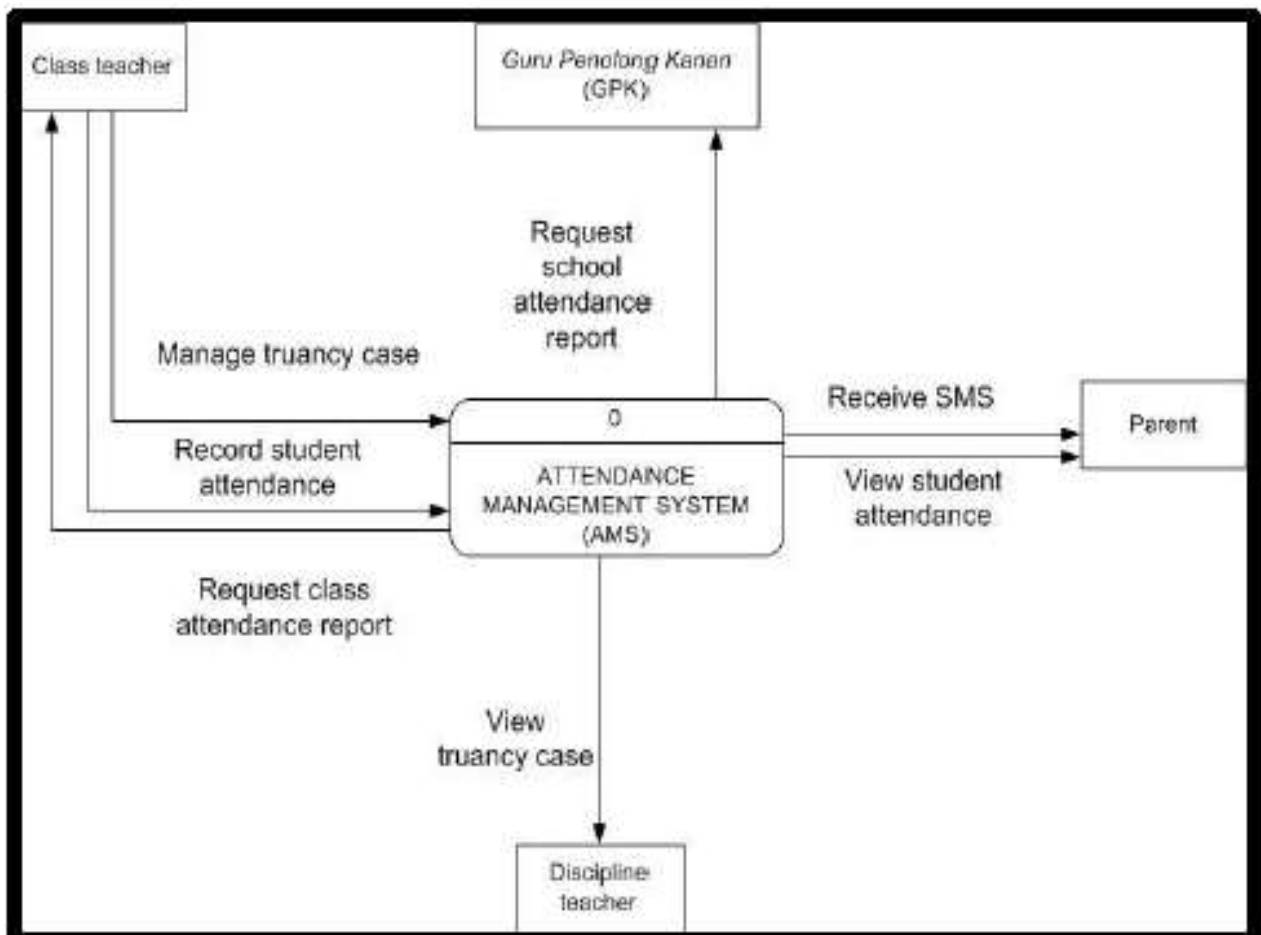 Class teacher
Guru Penolong Kanan
(GPK)
Request
school
attendance
report
Manage truancy case
Receive SMS
0
Parent
Record student
attendance
ATTENDANCE
MANAGEMENT SYSTEM
(AMS)
View student
attendance
Request class
attendance report
View
truancy case
Discipline
teacher